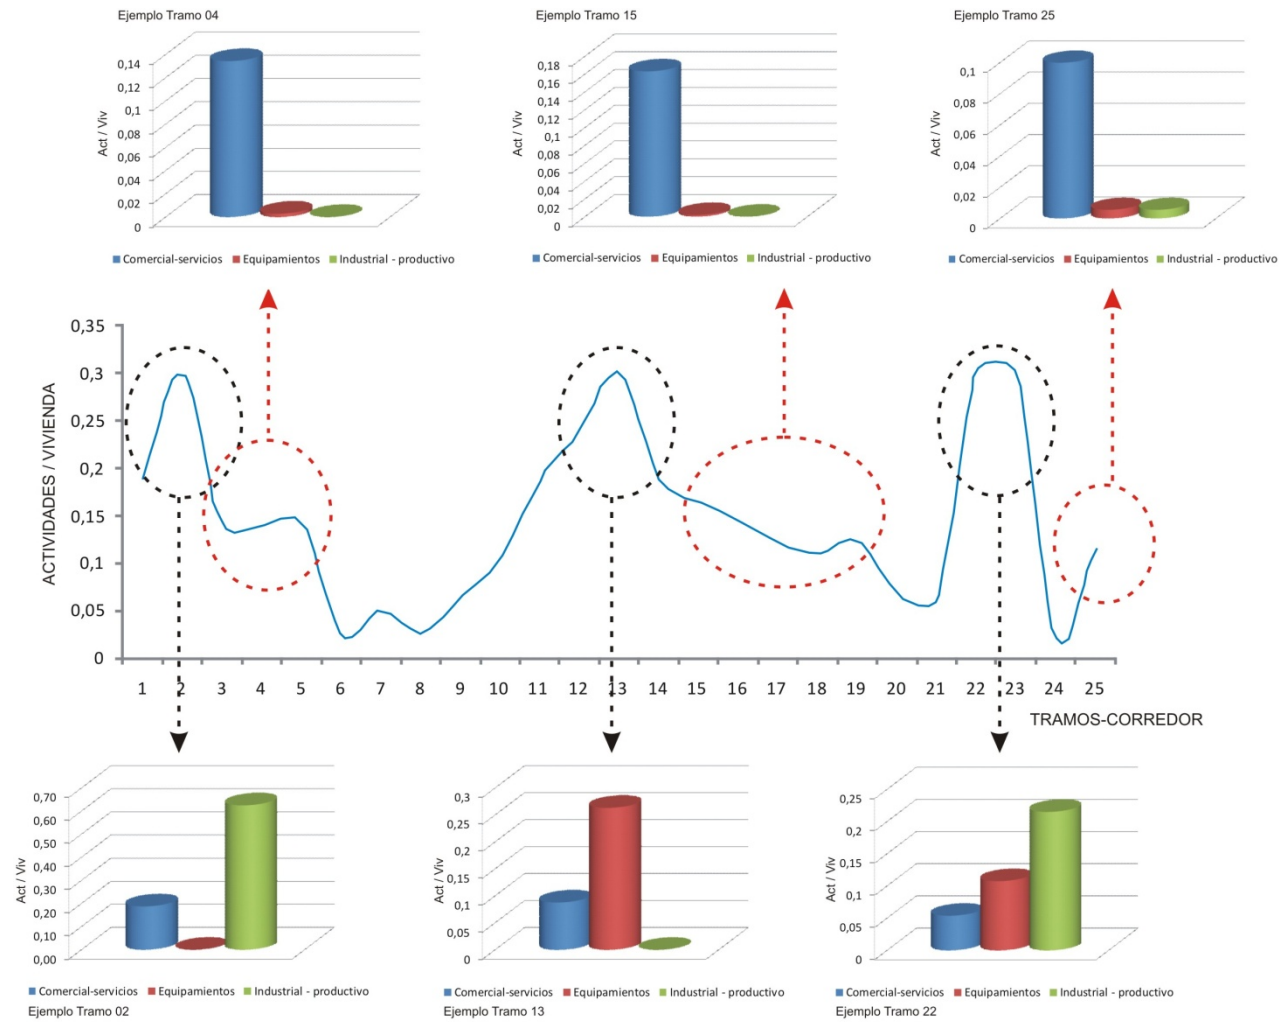 Ejemplo Tramo 04
0,14
0,12
0,1
0,08
0,06
0,04
0,02
0
Act / Viv
Comercial-servicios Equipamientos Industrial - productivo
Ejemplo Tramo 15
0,18
0,16
0,14
0,12
0,1
0,08
0,06
0,04
0,02
0
Act / Viv
Comercial-servicios Equipamientos Industrial - productivo
Ejemplo Tramo 25
0,1
0,08
0,06
0,04
0,02
0
Act / Viv
Comercial-servicios Equipamientos Industrial - productivo
0,35
0,3
0,25
0,2
0,15
0,1
0,05
0
ACTIVIDADES / VIVIENDA
1 2 3 4 5 6 7 8 9 10 11 12 13 14 15 16 17 18 19 20 21 22 23 24 25
TRAMOS-CORREDOR
0,70
0,60
0,50
0,40
0,30
0,20
0,10
0,00
Act / Viv
Comercial-servicios Equipamientos Industrial - productivo
Ejemplo Tramo 02
0,3
0,25
0,2
0,15
0,1
0,05
0
Act / Viv
Comercial-servicios Equipamientos Industrial - productivo
Ejemplo Tramo 13
0,25
0,2
0,15
0,1
0,05
0
Act / Viv
Comercial-servicios Equipamientos Industrial - productivo
Ejemplo Tramo 22